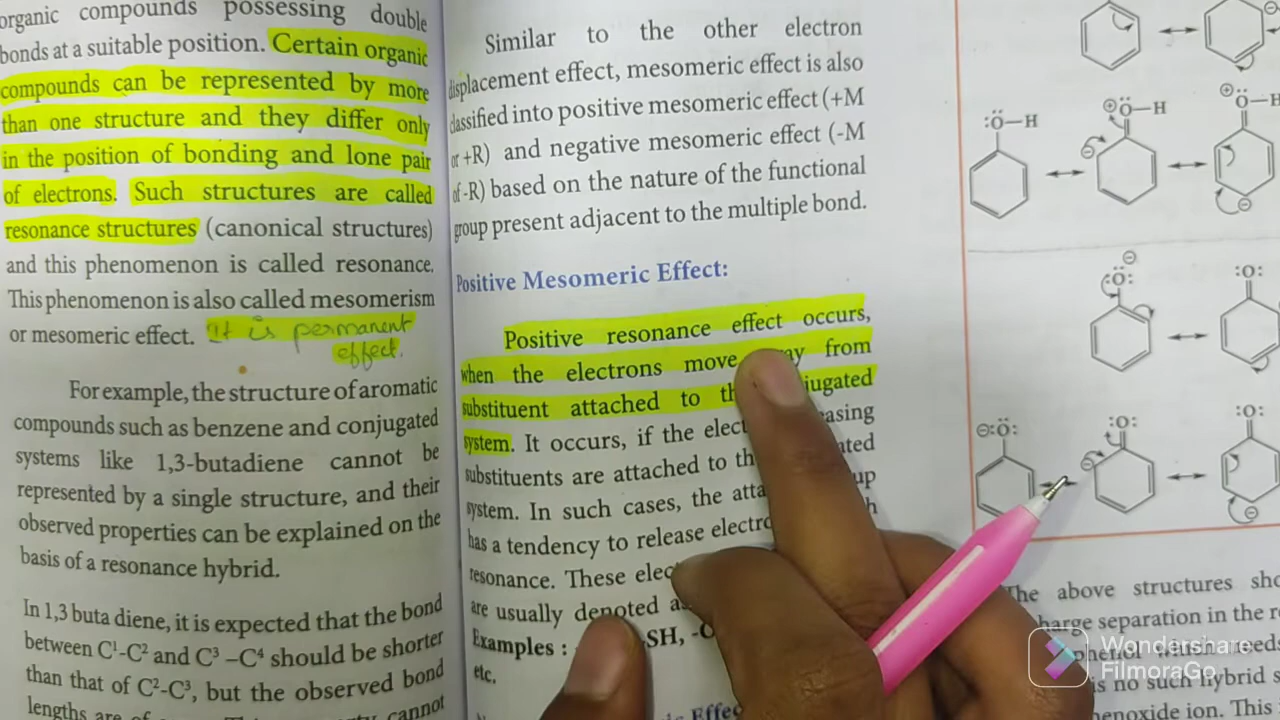 organic compounds possessing double
bonds at a suitable position. Certain organic
compounds can be represented by more
than one structure and they differ only
in the position of bonding and lone pair
of electrons. Such structures are called
resonance structures (canonical structures)
and this phenomenon is called resonance.
This phenomenon is also called mesomerism
or mesomeric effect. It is permanent
effect.
For example, the structure of aromatic
compounds such as benzene and conjugated
systems like 1,3-butadiene cannot be
represented by a single structure, and their
observed properties can be explained on the
basis of a resonance hybrid.
In 1,3 buta diene, it is expected that the bond
between C¹-C² and C³ –C⁴ should be shorter
than that of C²-C³, but the observed bond
lengths are of
cannot
Similar to the other electron
displacement effect, mesomeric effect is also
classified into positive mesomeric effect (+M
or +R) and negative mesomeric effect (-M
of -R) based on the nature of the functional
group present adjacent to the multiple bond.
Positive Mesomeric Effect:
Positive resonance effect occurs,
when the electrons move from
substituent attached to
system. It occurs, if the
substituents are attached to
system. In such cases, the
has a tendency to release
resonance. These
are usually denoted
Examples : -SH,
etc,
:Ö—H
⊕Ö—H
⊕
Ö—H
⊖
⊖
⊖
⊖
:Ö:
:O:
⊖:Ö:
:O:
:O:
⊖
⊖
The above structures
charge separation in the
phenol which needs
is no such hybrid
phenoxide ion. This
Wondershare
FilmoraGo